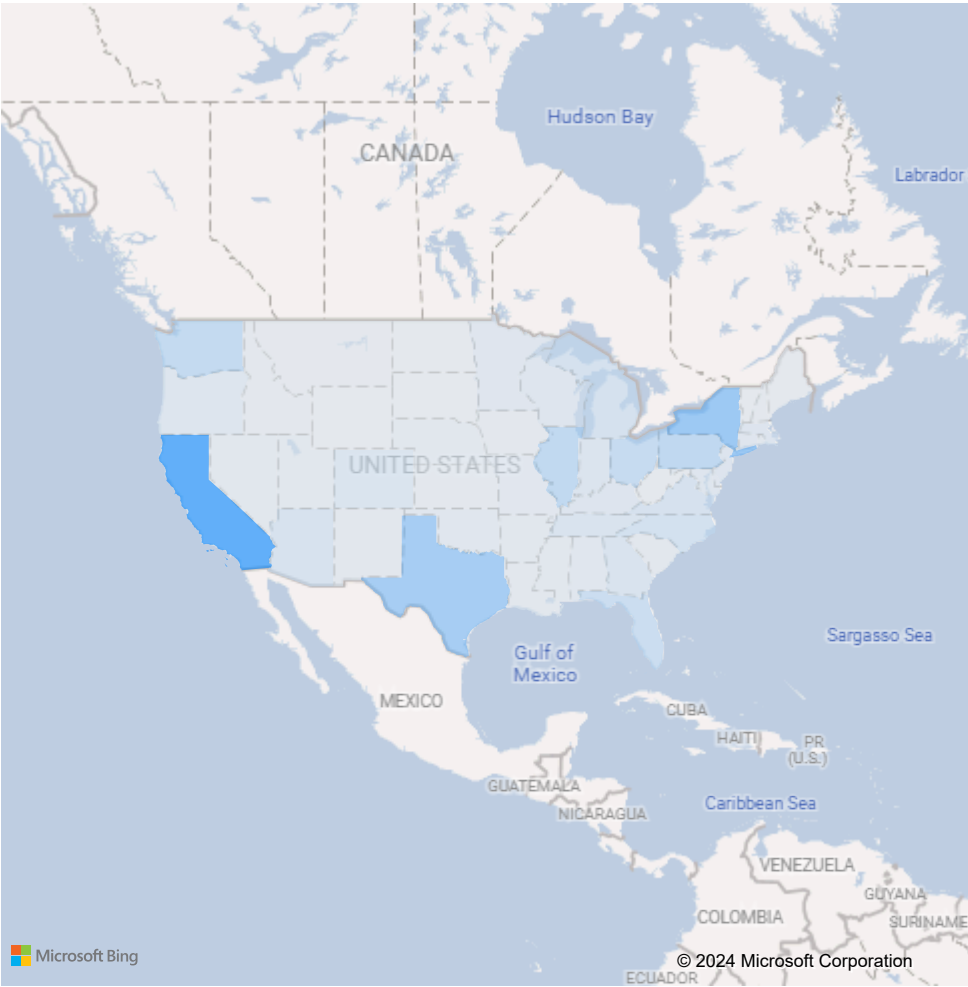 Hudson Bay
CANADA
Labrador
UNITED STATES
Sargasso Sea
Gulf of
Mexico
MEXICO
CUBA
HAITI
PR
(U.S.)
GUATEMALA
Caribbean Sea
NICARAGUA
VENEZUELA
GUYANA
COLOMBIA
SURINAME
Microsoft Bing
© 2024 Microsoft Corporation
ECUADOR